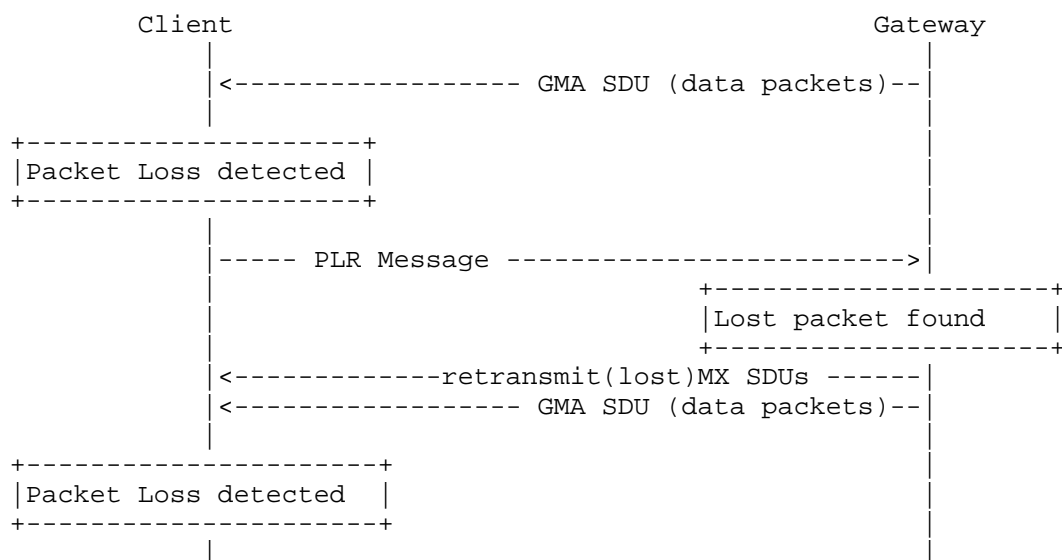 Client Gateway
<------------------ GMA SDU (data packets)--
Packet Loss detected
----- PLR Message ------------------------->
Lost packet found
<-------------retransmit(lost)MX SDUs ------
<------------------ GMA SDU (data packets)--
Packet Loss detected